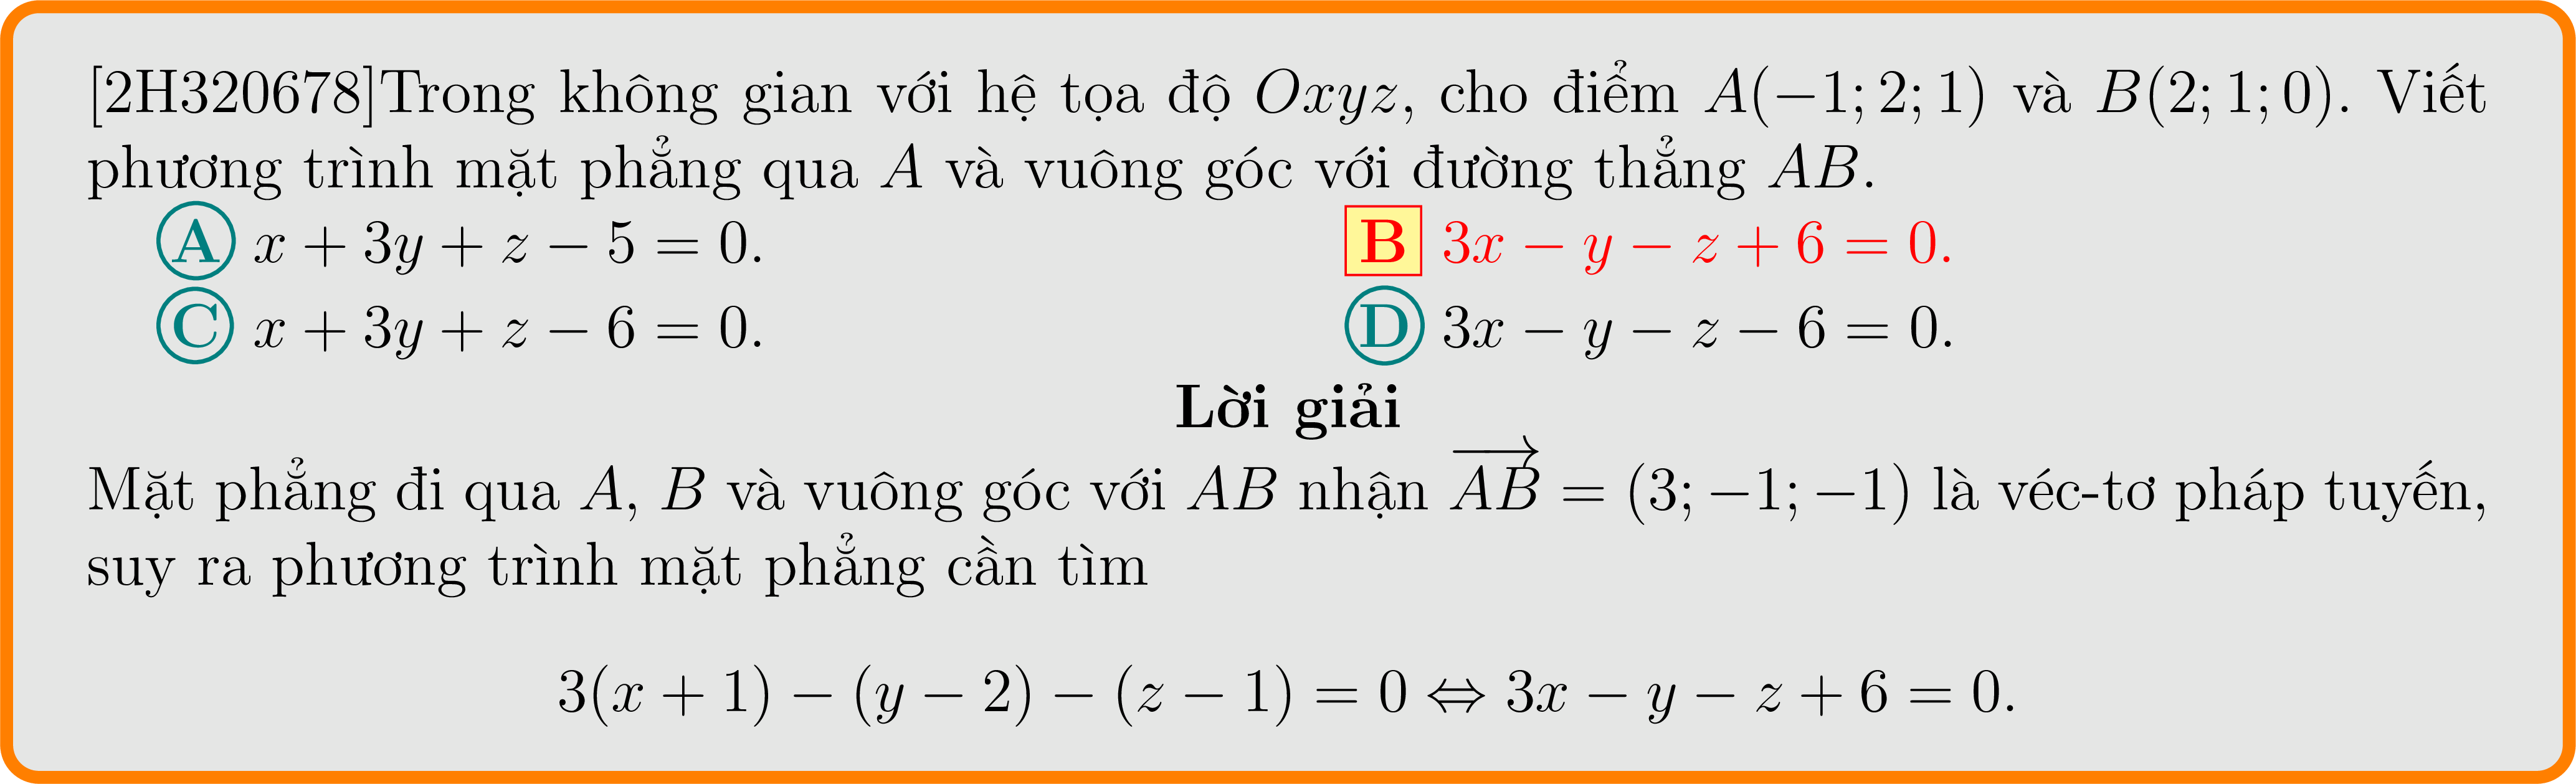 [2H320678]Trong không gian với hệ tọa độ Oxyz, cho điểm A(−1; 2; 1) và B(2; 1; 0). Viết
phương trình mặt phẳng qua A và vuông góc với đường thẳng AB.
A x + 3y + z − 5 = 0. B 3x − y − z + 6 = 0.
C x + 3y + z − 6 = 0. D 3x − y − z − 6 = 0.
Lời giải
Mặt phẳng đi qua A, B và vuông góc với AB nhận \overrightarrow{AB} = (3; −1; −1) là véc-tơ pháp tuyến,
suy ra phương trình mặt phẳng cần tìm
3(x + 1) − (y − 2) − (z − 1) = 0 ⇔ 3x − y − z + 6 = 0.